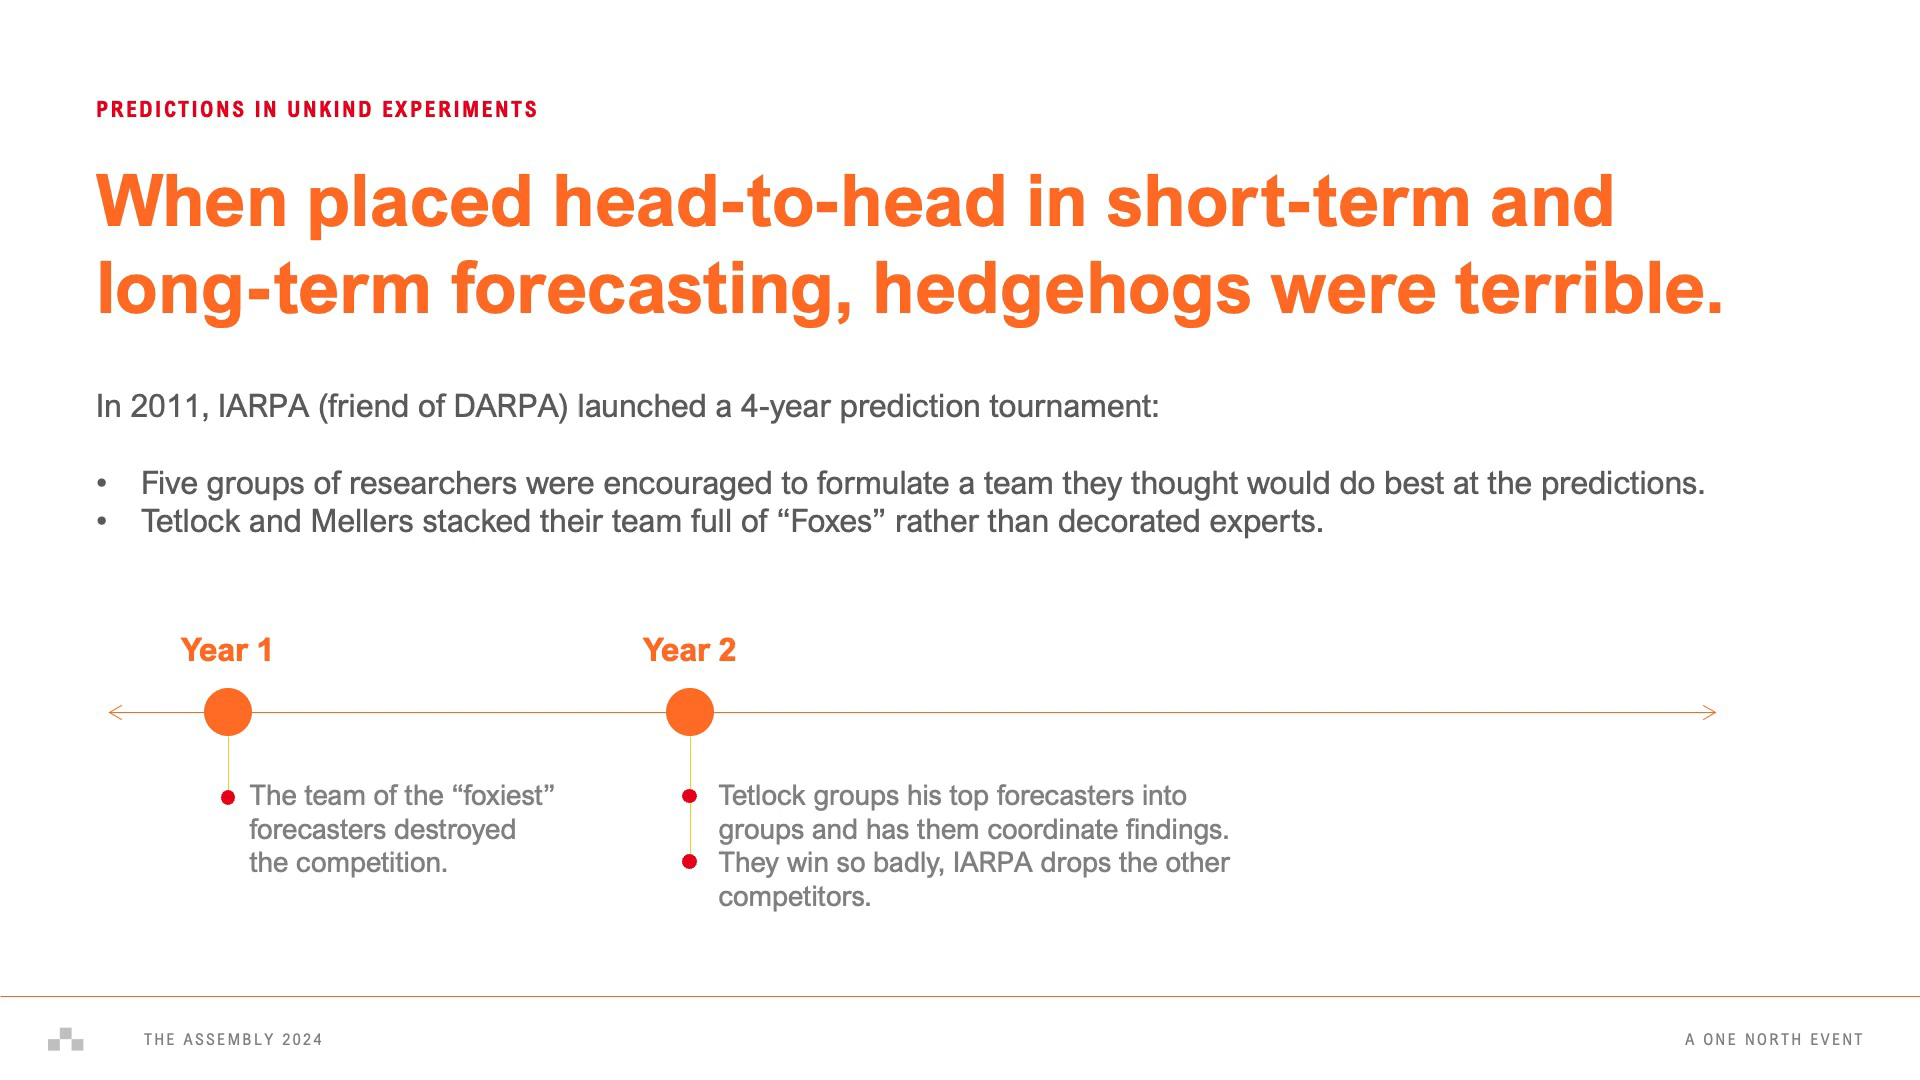 PREDICTIONS IN UNKIND EXPERIMENTS
When placed head-to-head in short-term and
long-term forecasting, hedgehogs were terrible.
In 2011, IARPA (friend of DARPA) launched a 4-year prediction tournament:
• Five groups of researchers were encouraged to formulate a team they thought would do best at the predictions.
• Tetlock and Mellers stacked their team full of “Foxes” rather than decorated experts.
Year 1
The team of the “foxiest”
forecasters destroyed
the competition.
Year 2
Tetlock groups his top forecasters into
groups and has them coordinate findings.
They win so badly, IARPA drops the other
competitors.
THE ASSEMBLY 2024
A ONE NORTH EVENT